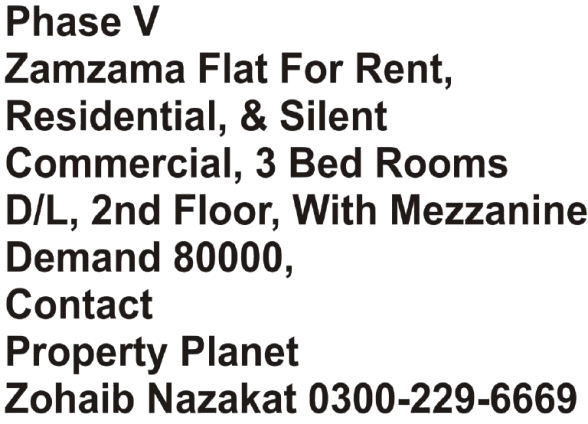 Phase V
Zamzama Flat For Rent,
Residential, & Silent
Commercial, 3 Bed Rooms
D/L, 2nd Floor, With Mezzanine
Demand 80000,
Contact
Property Planet
Zohaib Nazakat 0300-229-6669